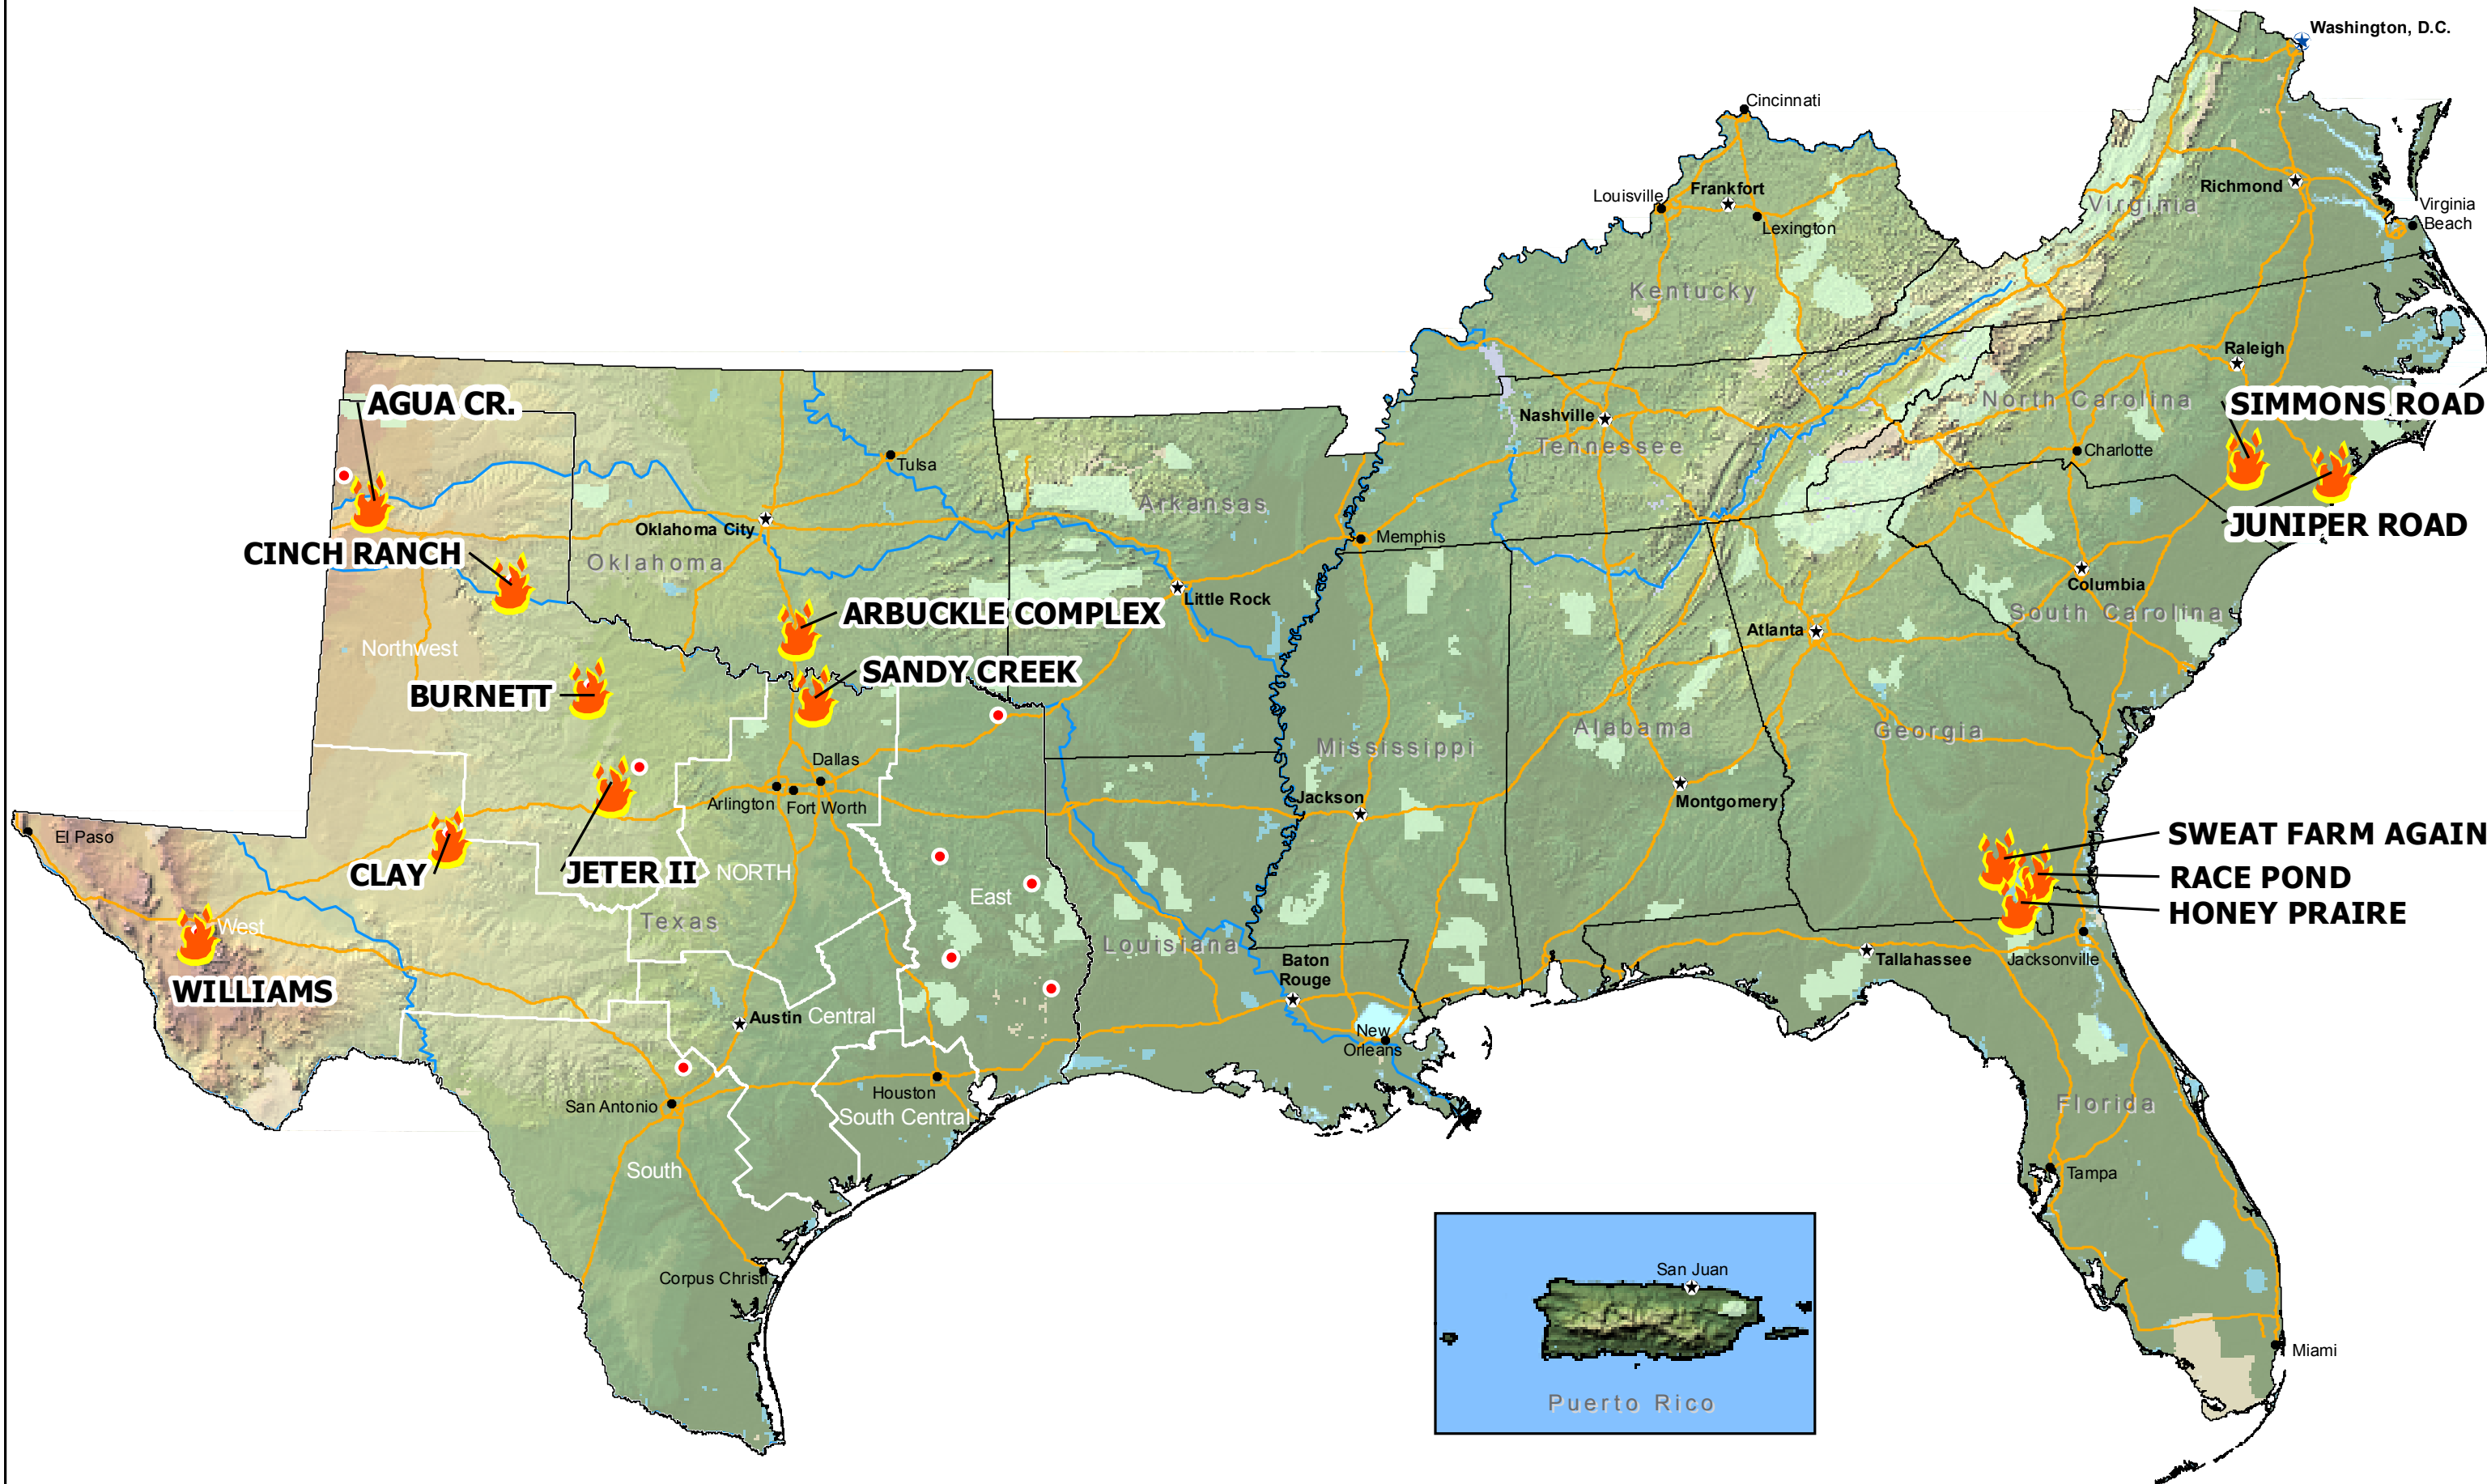 Washington, D.C.
Cincinnati
Louisville
Frankfort
Lexington
Richmond
Virginia
Virginia
Beach
Kentucky
Raleigh
AGUA CR.
North Carolina
SIMMONS ROAD
Nashville
Tennessee
Charlotte
Tulsa
Arkansas
Oklahoma City
JUNIPER ROAD
Memphis
CINCH RANCH
Oklahoma
Columbia
Little Rock
ARBUCKLE COMPLEX
South Carolina
Atlanta
Northwest
SANDY CREEK
BURNETT
Alabama
Georgia
Mississippi
Dallas
Arlington
Fort Worth
Jackson
Montgomery
El Paso
SWEAT FARM AGAIN
CLAY
JETER II
NORTH
RACE POND
East
HONEY PRAIRE
West
Texas
Louisiana
Baton
Rouge
Tallahassee
Jacksonville
WILLIAMS
Austin
Central
New
Orleans
Houston
San Antonio
South Central
Florida
South
Tampa
San Juan
Corpus Christi
Miami
Puerto Rico